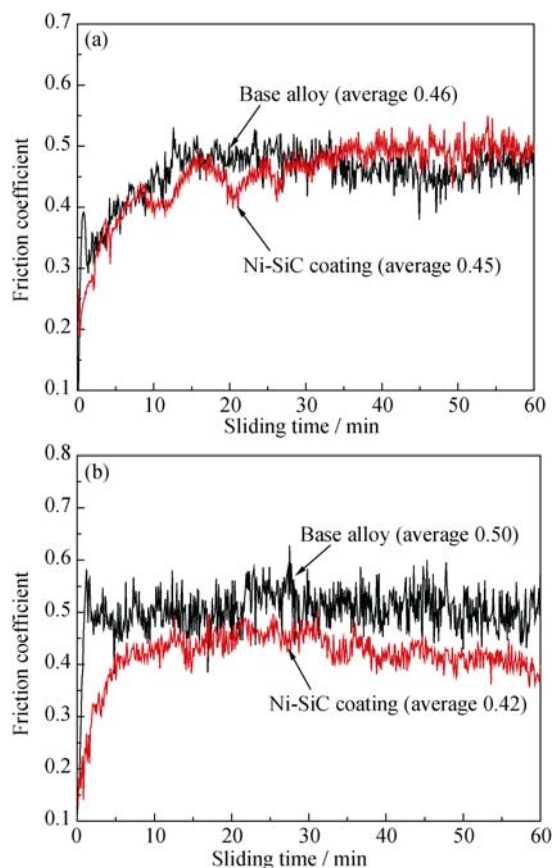 (a)
0.7
0.6
0.5
0.4
0.3
0.2
0.1
Friction coefficient
Base alloy (average 0.46)
Ni-SiC coating (average 0.45)
0 10 20 30 40 50 60
Sliding time / min
(b)
0.8
0.7
0.6
0.5
0.4
0.3
0.2
0.1
Friction coefficient
Base alloy (average 0.50)
Ni-SiC coating (average 0.42)
0 10 20 30 40 50 60
Sliding time / min